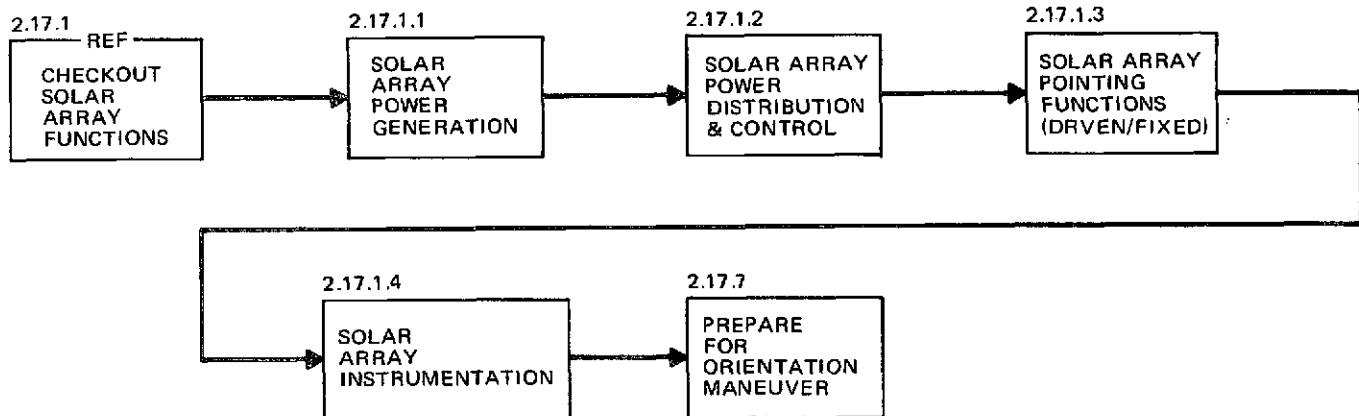 2.17.1
REF
CHECKOUT
SOLAR
ARRAY
FUNCTIONS
2.17.1.1
SOLAR
ARRAY
POWER
GENERATION
2.17.1.2
SOLAR ARRAY
POWER
DISTRIBUTION
& CONTROL
2.17.1.3
SOLAR ARRAY
POINTING
FUNCTIONS
(DRVEN/FIXED)
2.17.1.4
SOLAR
ARRAY
INSTRUMENTATION
2.17.7
PREPARE
FOR
ORIENTATION
MANEUVER